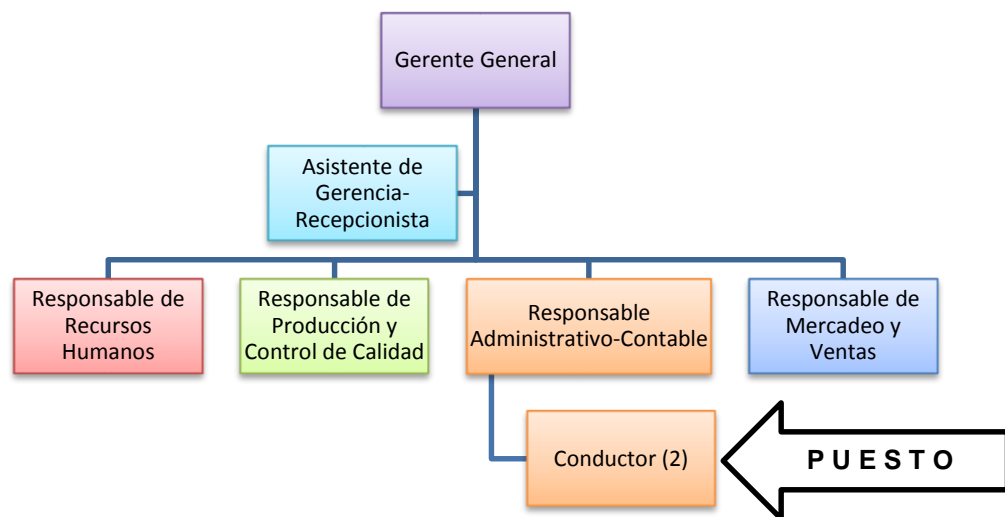 Gerente General
Asistente de
Gerencia-
Recepcionista
Responsable de
Recursos
Humanos
Responsable de
Producción y
Control de Calidad
Responsable
Administrativo-Contable
Responsable de
Mercadeo y
Ventas
Conductor (2)
P U E S T O